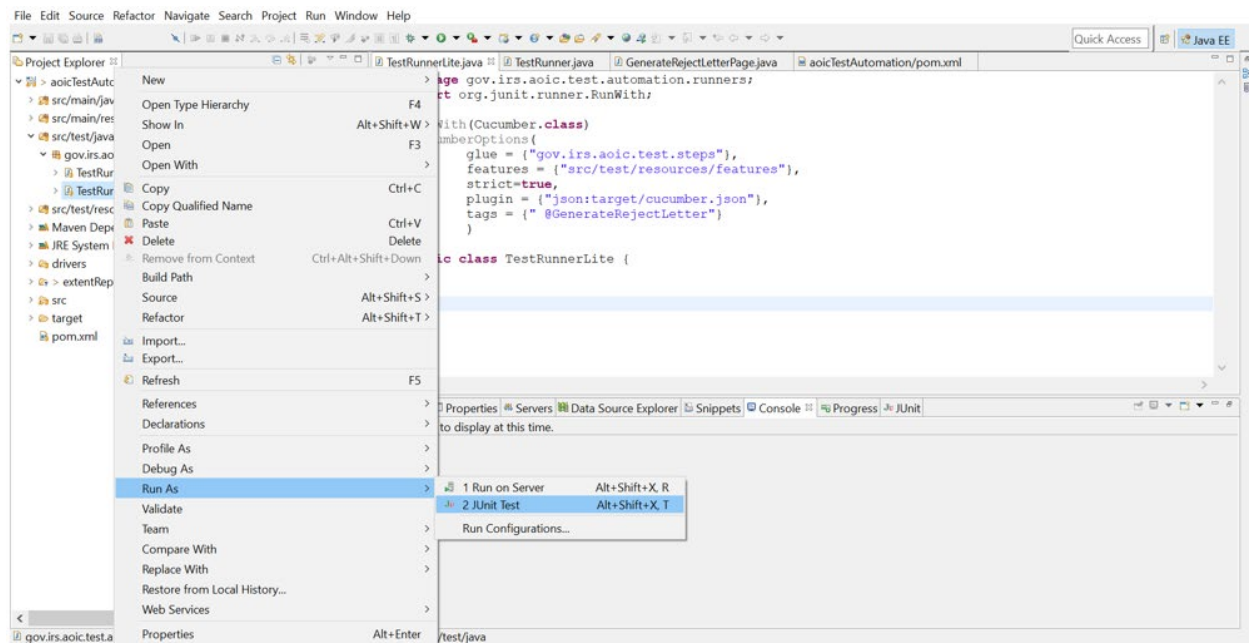 File Edit Source Refactor Navigate Search Project Run Window Help
Quick Access Java EE
Project Explorer
TestRunnerLite.java TestRunner.java GenerateRejectLetterPage.java aoicTestAutomation/pom.xml
> aoicTestAutc
src/main/jav
src/main/res
src/test/java
gov.irs.ao
TestRur
TestRur
src/test/resc
Maven Depe
JRE System
drivers
> extentRep
src
target
pom.xml
New
Open Type Hierarchy F4
Show In Alt+Shift+W >
Open F3
Open With
Copy Ctrl+C
Copy Qualified Name
Paste Ctrl+V
Delete Delete
Remove from Context Ctrl+Alt+Shift+Down
Build Path
Source Alt+Shift+S >
Refactor Alt+Shift+T >
Import...
Export...
Refresh F5
References
Declarations
Profile As
Debug As
Run As
Validate
Team
Compare With
Replace With
Restore from Local History...
Web Services
Properties Alt+Enter
1 Run on Server Alt+Shift+X, R
2 JUnit Test Alt+Shift+X, T
Run Configurations...
age gov.irs.aoic.test.automation.runners;
rt org.junit.runner.RunWith;
With(Cucumber.class)
mberOptions(
glue = {"gov.irs.aoic.test.steps"},
features = {"src/test/resources/features"},
strict=true,
plugin = {"json:target/cucumber.json"},
tags = {" @GenerateRejectLetter"}
)
ic class TestRunnerLite {
Properties Servers Data Source Explorer Snippets Console Progress JUnit
to display at this time.
gov.irs.aoic.test.a /test/java